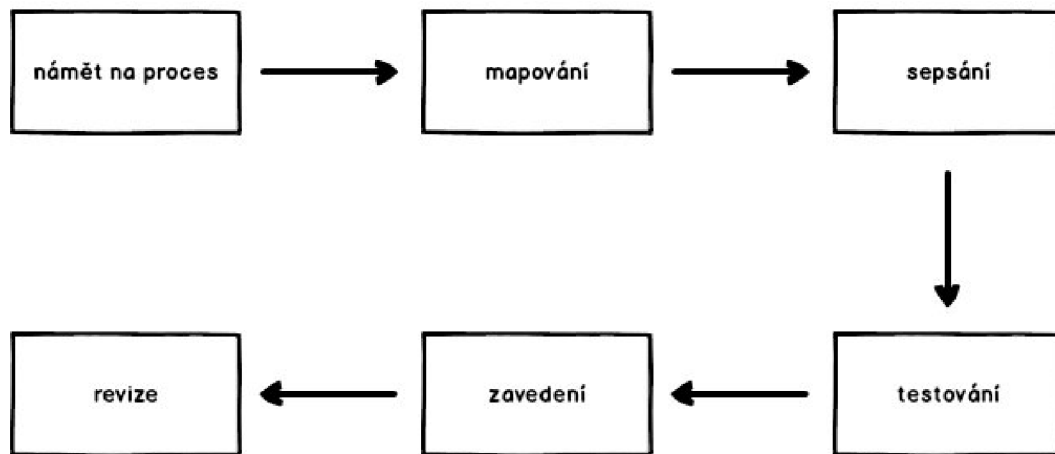 námět na proces
mapování
sepsání
testování
zavedení
revize